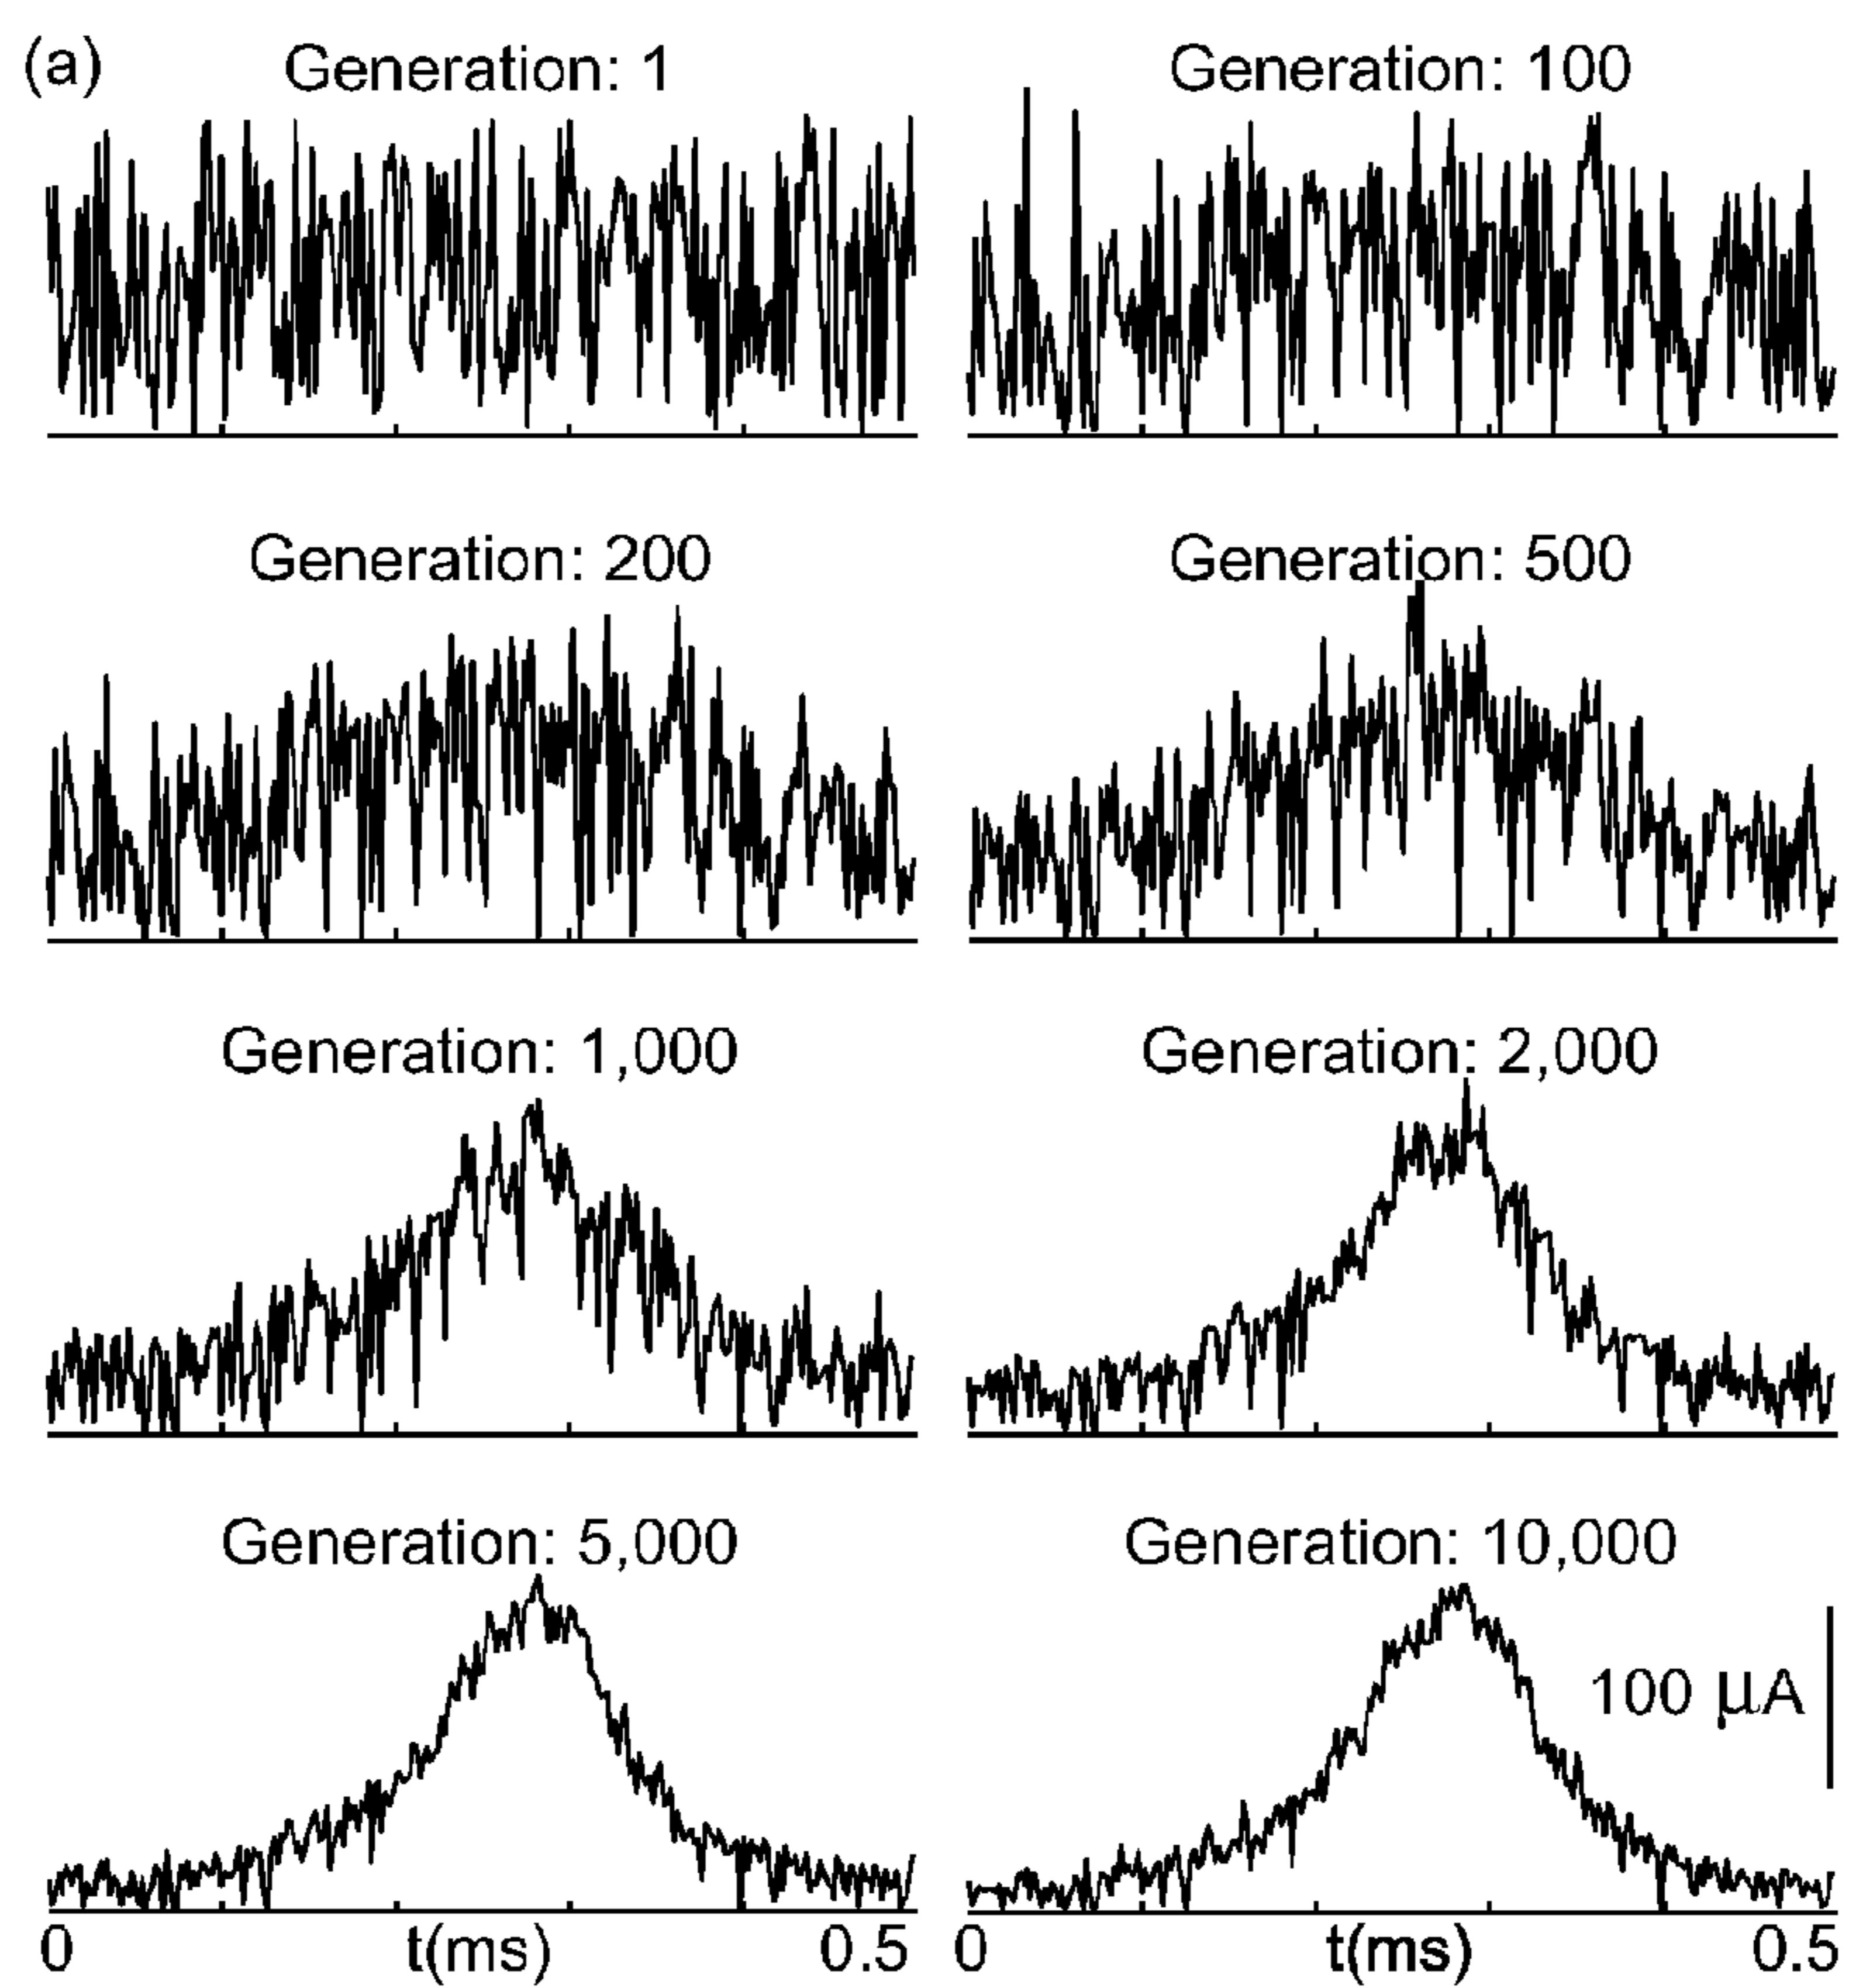 (a)
Generation: 1
Generation: 100
Generation: 200
Generation: 500
Generation: 1,000
Generation: 2,000
Generation: 5,000
Generation: 10,000
100 µA
0 t(ms) 0.5
0 t(ms) 0.5